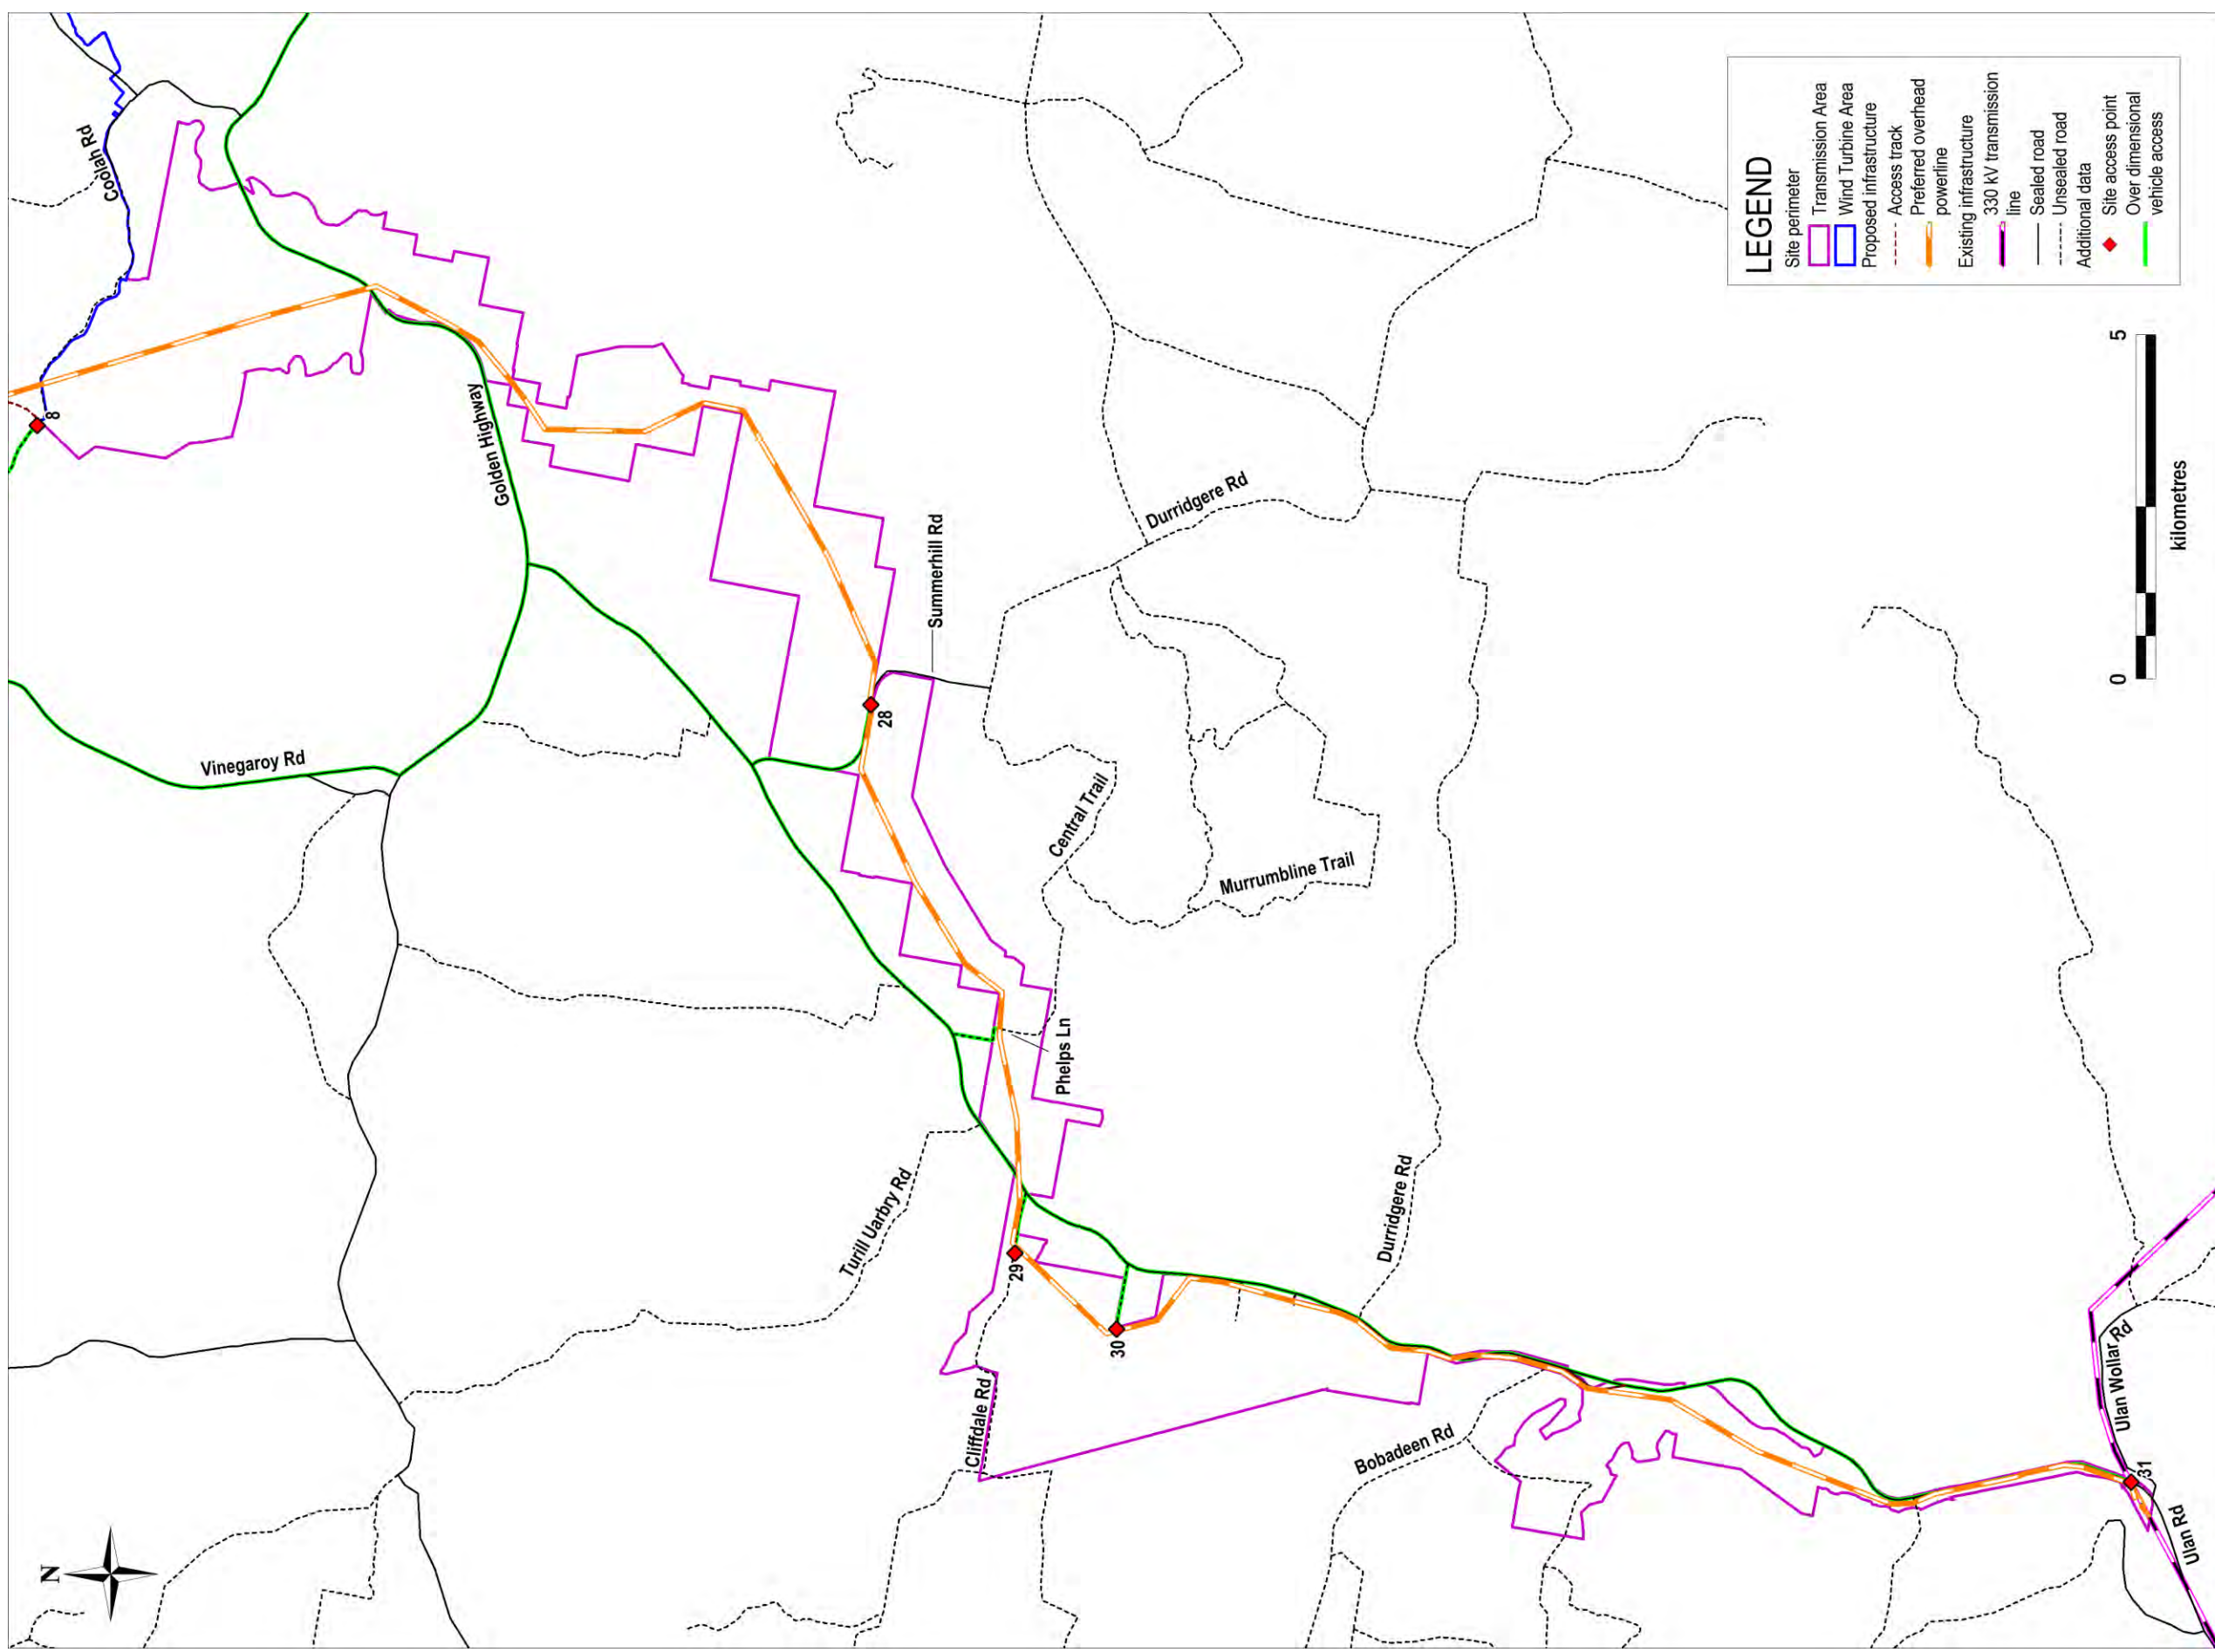 Coolah Rd
8
Golden Highway
Vinegaroy Rd
Summerhill Rd
28
Durridgere Rd
Central Trail
Murrumbline Trail
Phelps Ln
Turill Uarbry Rd
29
30
Cliffdale Rd
Durridgere Rd
Bobadeen Rd
Ulan Wollar Rd
31
Ulan Rd
N
LEGEND
Site perimeter
Transmission Area
Wind Turbine Area
Proposed infrastructure
Access track
Preferred overhead
powerline
Existing infrastructure
330 kV transmission
line
Sealed road
Unsealed road
Additional data
Site access point
Over dimensional
vehicle access
0
5
kilometres